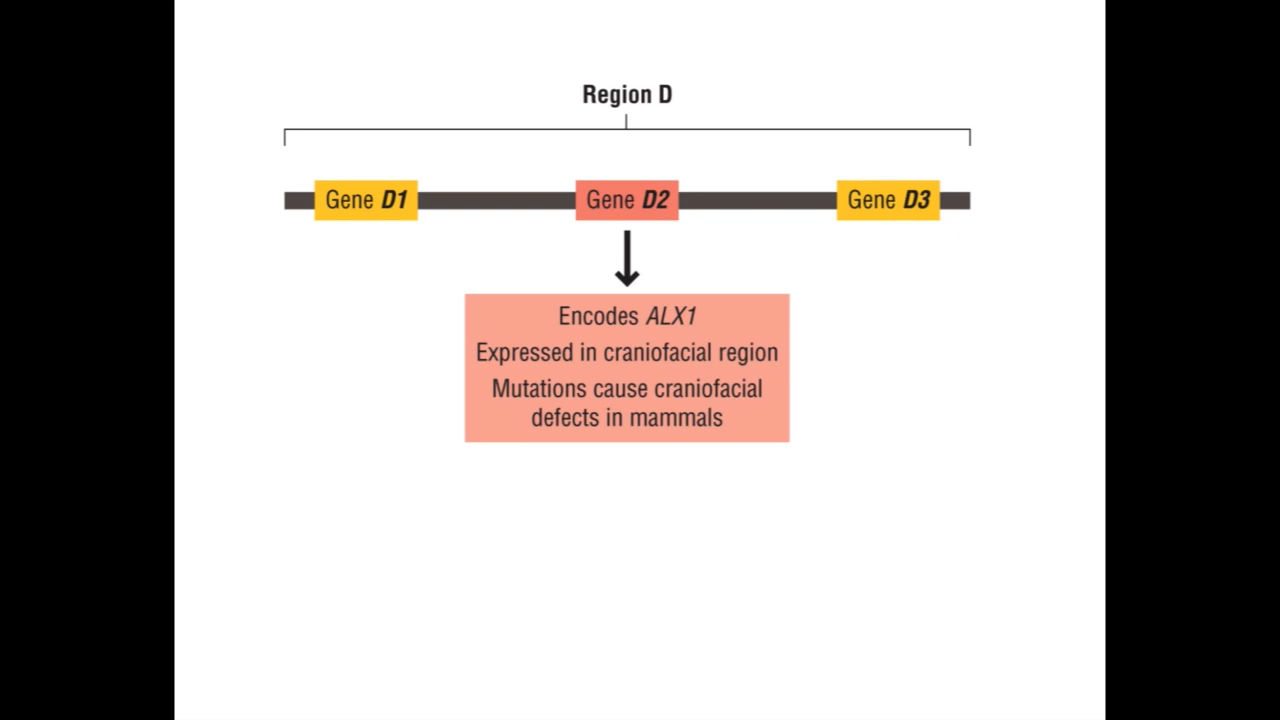 Region D
Gene D1
Gene D2
Gene D3
Encodes ALX1
Expressed in craniofacial region
Mutations cause craniofacial
defects in mammals